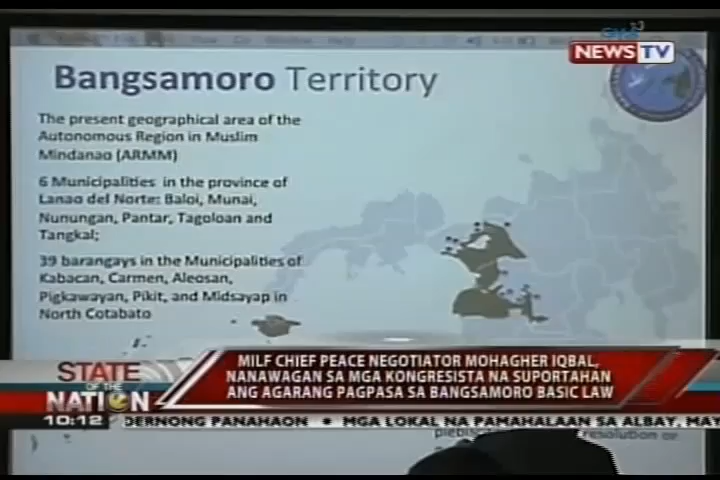 GMA
NEWS TV
Bangsamoro Territory
The present geographical area of the
Autonomous Region in Muslim
Mindanao (ARMM)
6 Municipalities in the province of
Lanao del Norte: Baloi, Munai,
Nunungan, Pantar, Tagoloan and
Tangkal;
39 barangays in the Municipalities of
Kabacan, Carmen, Aleosan,
Pigkawayan, Pikit, and Midsayap in
North Cotabato
STATE
OF THE
NATION
MILF CHIEF PEACE NEGOTIATOR MOHAGHER IQBAL,
NANAWAGAN SA MGA KONGRESISTA NA SUPORTAHAN
ANG AGARANG PAGPASA SA BANGSAMORO BASIC LAW
10:12
DERNONG PANAHAON • MGA LOKAL NA PAMAHALAAN SA ALBAY, MAY
resolution or